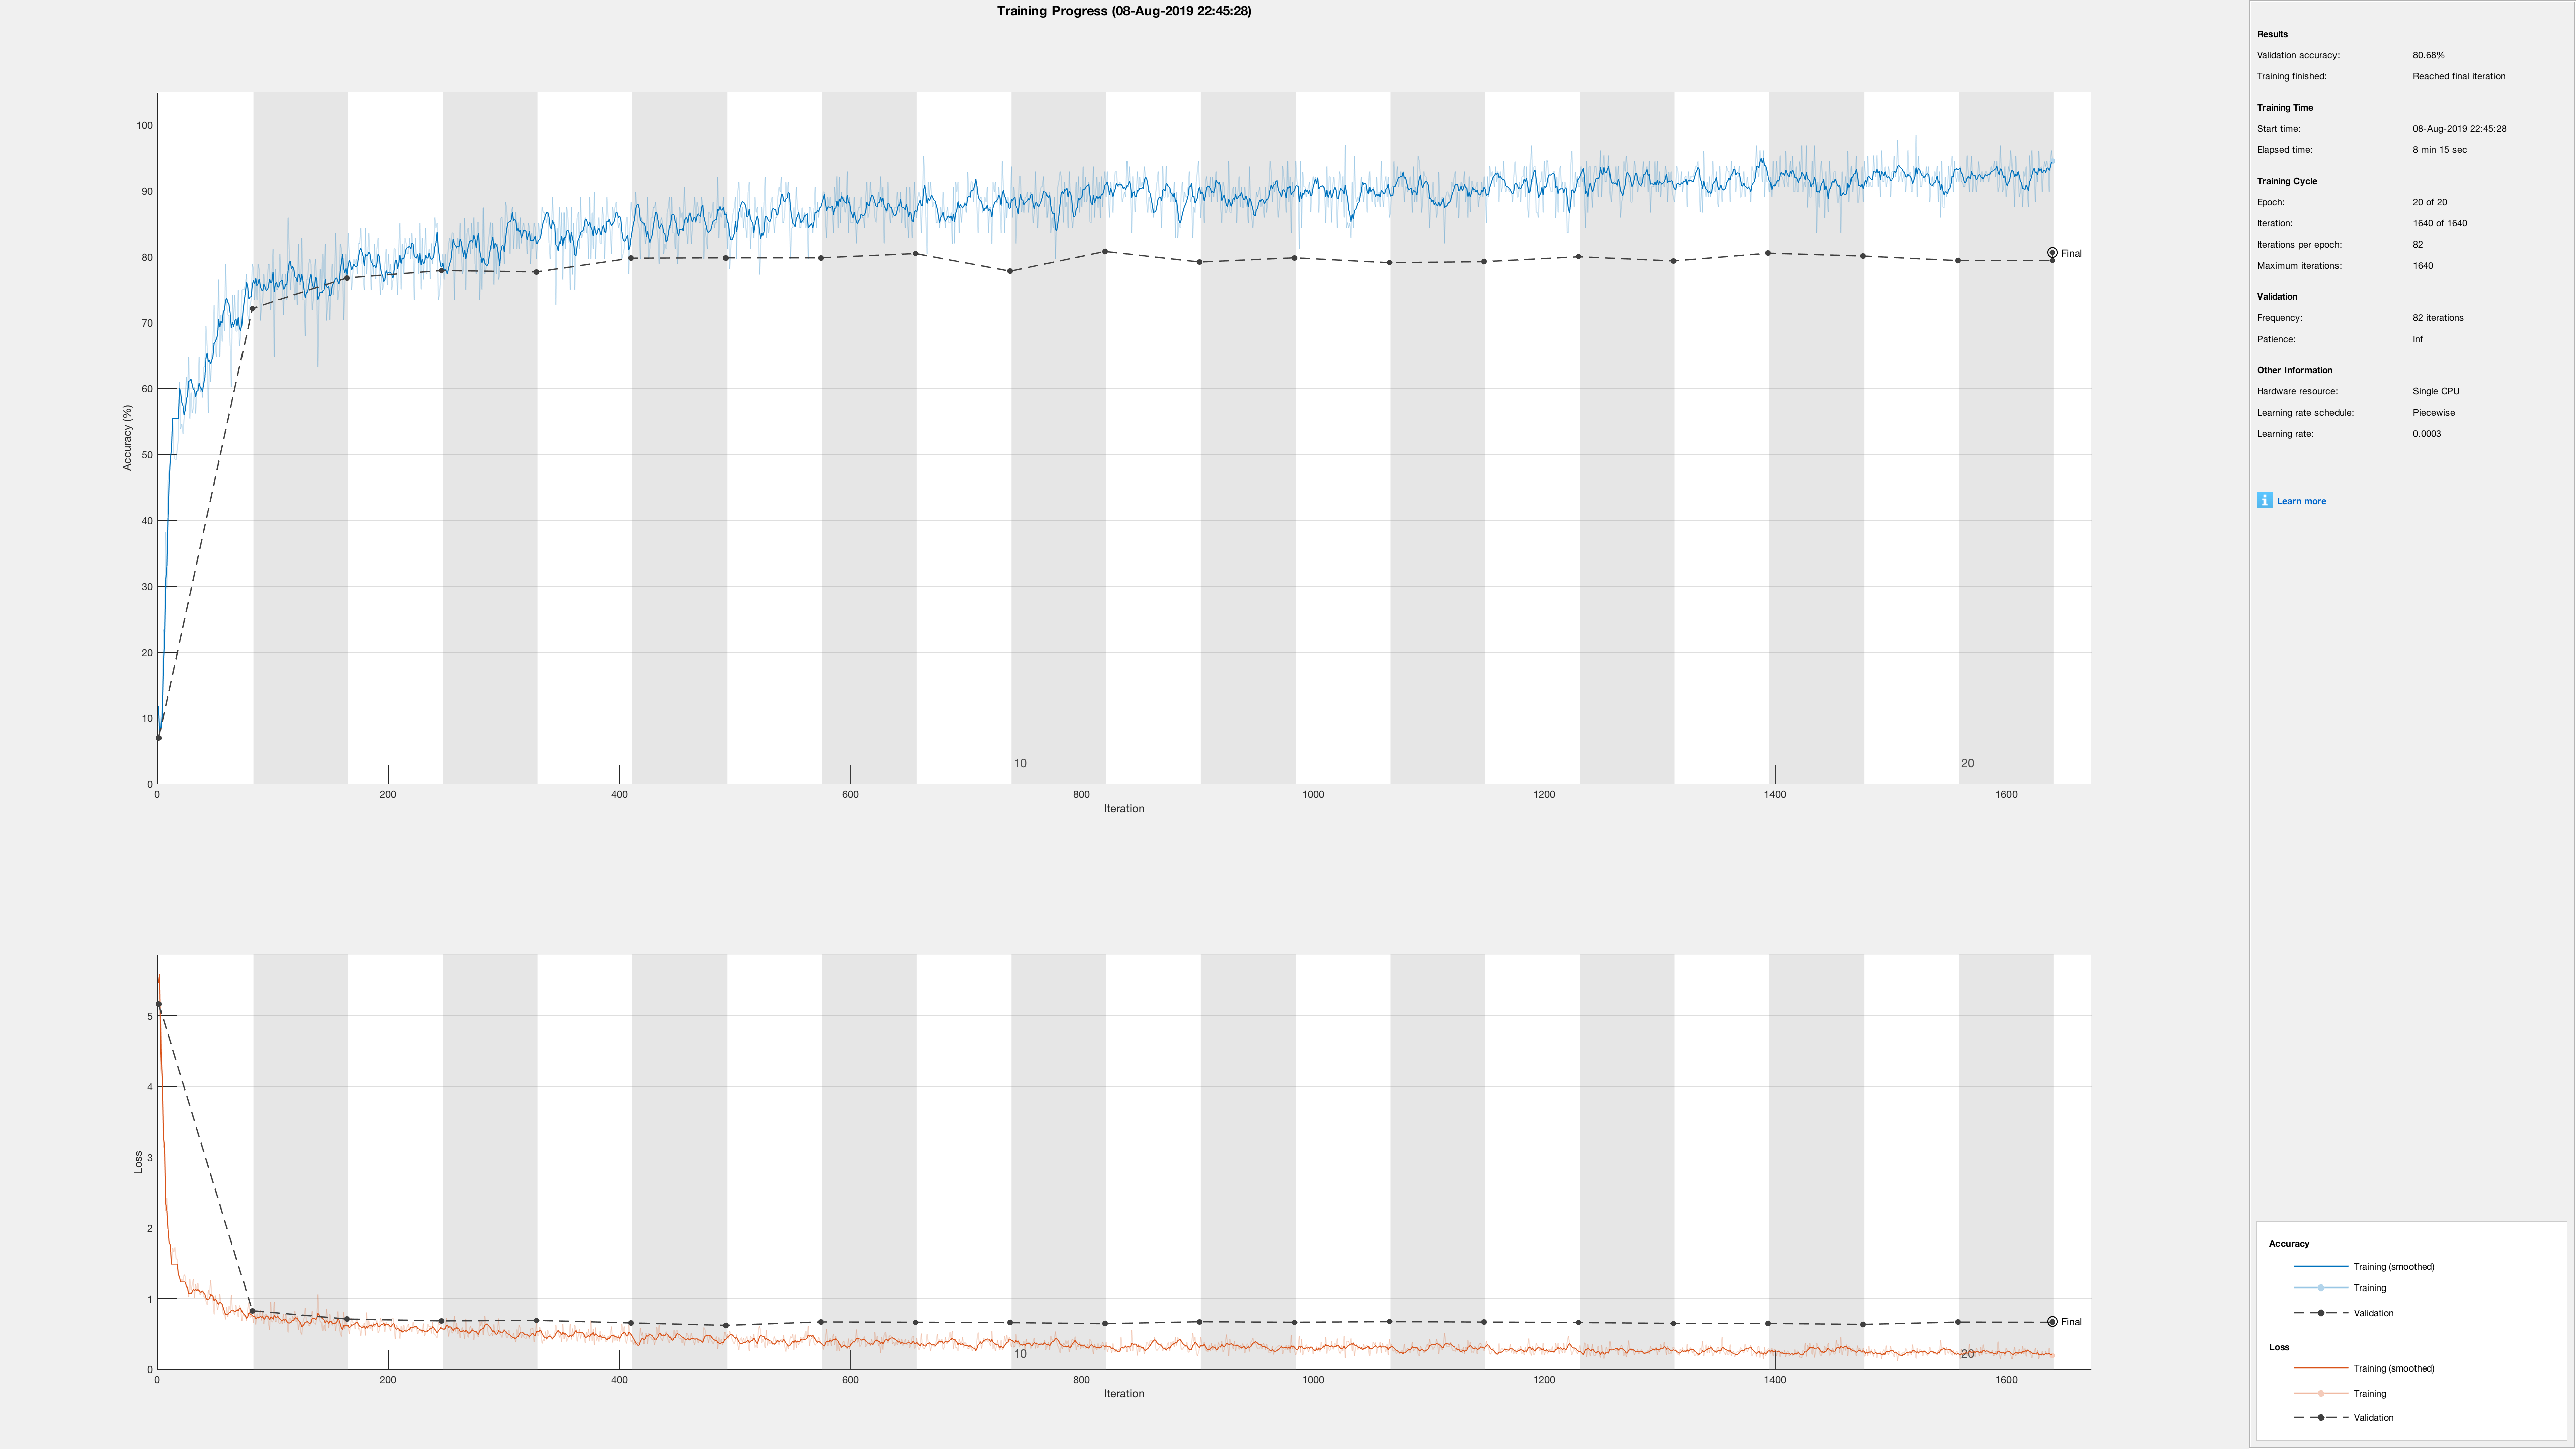 Training Progress (08-Aug-2019 22:45:28)
100
90
80
70
60
50
40
30
20
10
0
Accuracy (%)
Final
10
20
0
200
400
600
800
1000
1200
1400
1600
Iteration
5
4
3
2
1
0
Loss
Final
10
20
0
200
400
600
800
1000
1200
1400
1600
Iteration
Results
Validation accuracy: 80.68%
Training finished: Reached final iteration
Training Time
Start time: 08-Aug-2019 22:45:28
Elapsed time: 8 min 15 sec
Training Cycle
Epoch: 20 of 20
Iteration: 1640 of 1640
Iterations per epoch: 82
Maximum iterations: 1640
Validation
Frequency: 82 iterations
Patience: Inf
Other Information
Hardware resource: Single CPU
Learning rate schedule: Piecewise
Learning rate: 0.0003
i Learn more
Accuracy
Training (smoothed)
Training
Validation
Loss
Training (smoothed)
Training
Validation